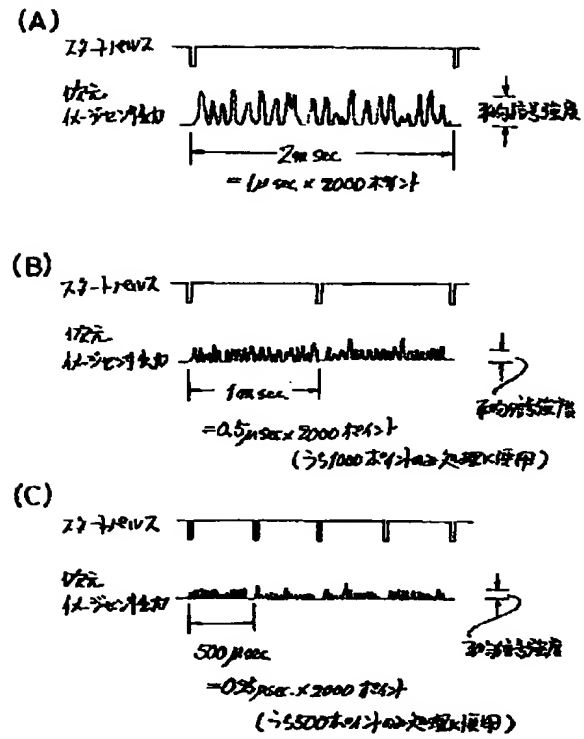 (A)
スタートパルス
1次元
イメージセンサ出力
平均信号強度
2m sec
=1μsec × 2000ポイント
(B)
スタートパルス
1次元
イメージセンサ出力
1m sec
平均信号強度
=0.5μsec×2000ポイント
(うち1000ポイントのみ処理に使用)
(C)
スタートパルス
1次元
イメージセンサ出力
500μsec
平均信号強度
=0.25μsec×2000ポイント
(うち500ポイントのみ処理に使用)